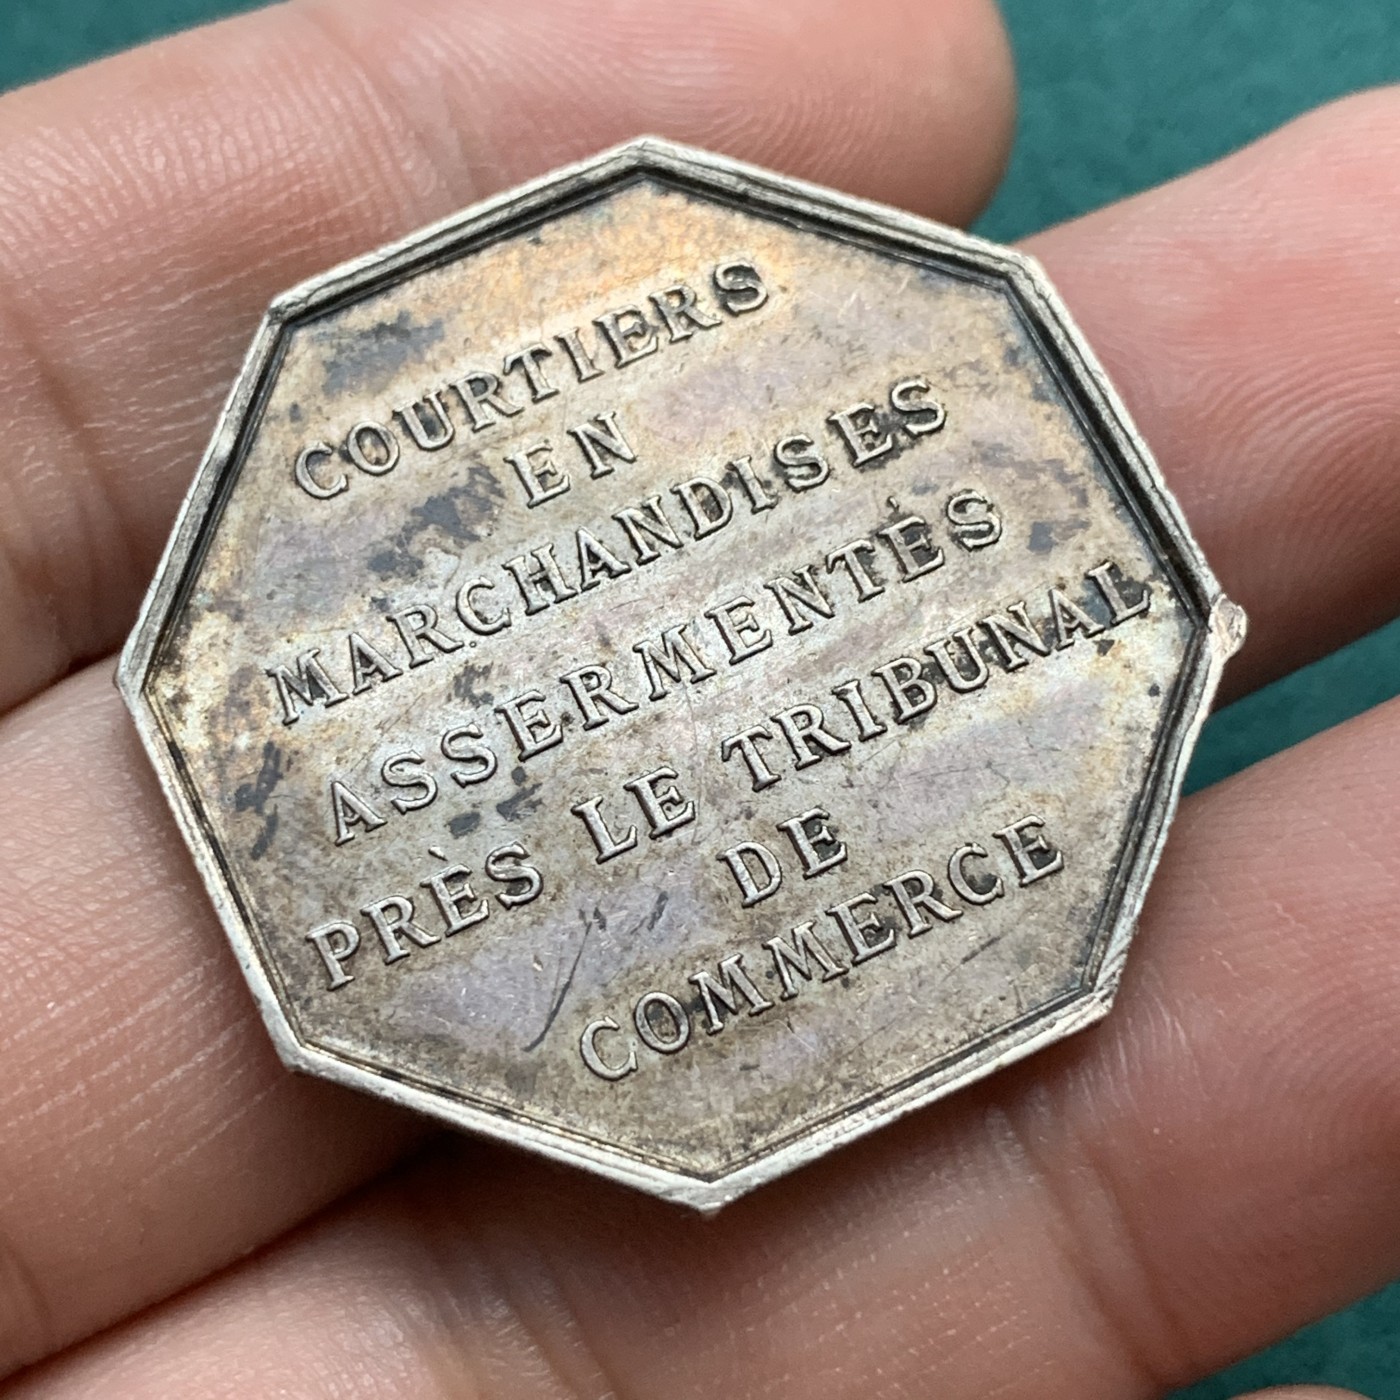 COURTIERS
EN
MARCHANDISES
ASSERMENTÉS
PRÈS LE TRIBUNAL
DE
COMMERCE